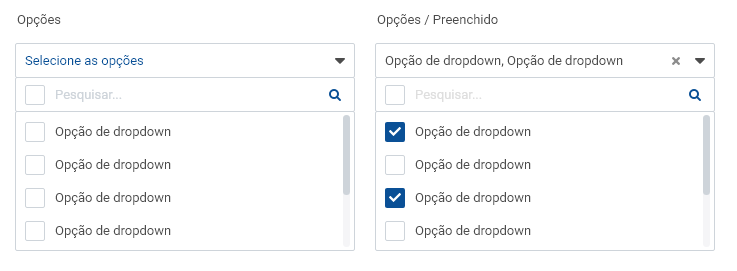 Opções
Selecione as opções
Pesquisar...
Opção de dropdown
Opção de dropdown
Opção de dropdown
Opção de dropdown
Opções / Preenchido
Opção de dropdown, Opção de dropdown
Pesquisar...
Opção de dropdown
Opção de dropdown
Opção de dropdown
Opção de dropdown